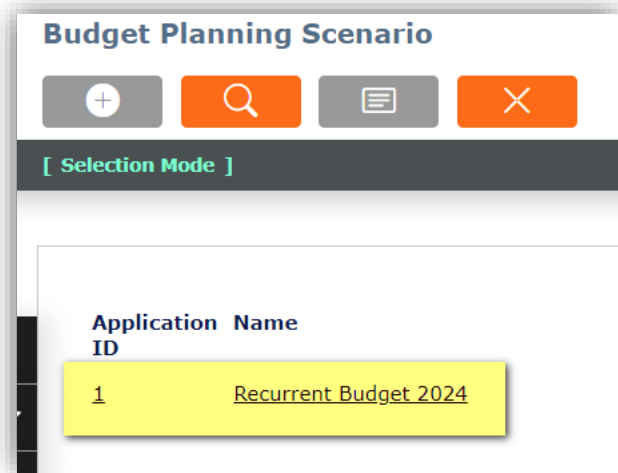 Budget Planning Scenario
[ Selection Mode ]
Application Name
ID
1 Recurrent Budget 2024